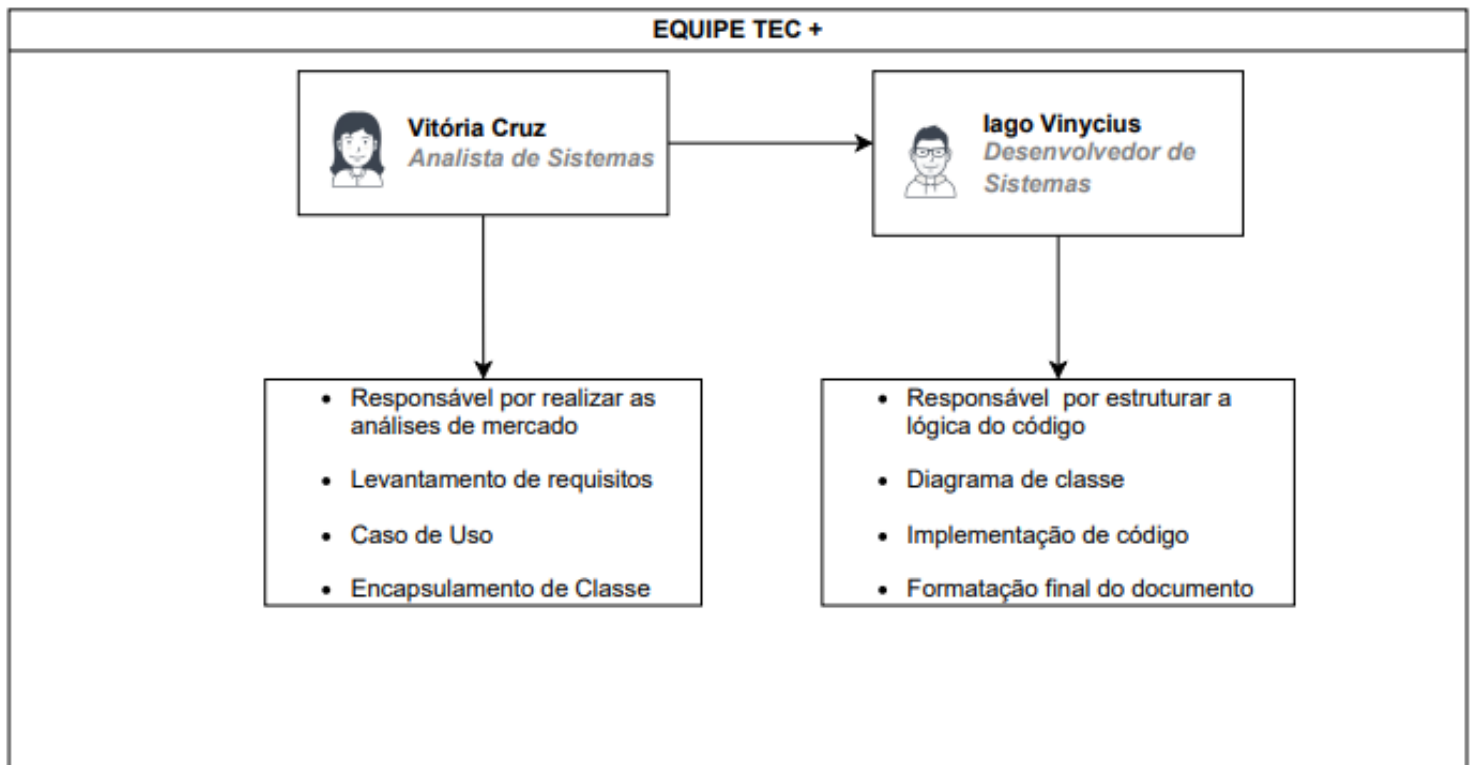 EQUIPE TEC +
Vitória Cruz
Analista de Sistemas
Iago Vinycius
Desenvolvedor de
Sistemas
• Responsável por realizar as
análises de mercado
• Levantamento de requisitos
• Caso de Uso
• Encapsulamento de Classe
• Responsável  por estruturar a
lógica do código
• Diagrama de classe
• Implementação de código
• Formatação final do documento